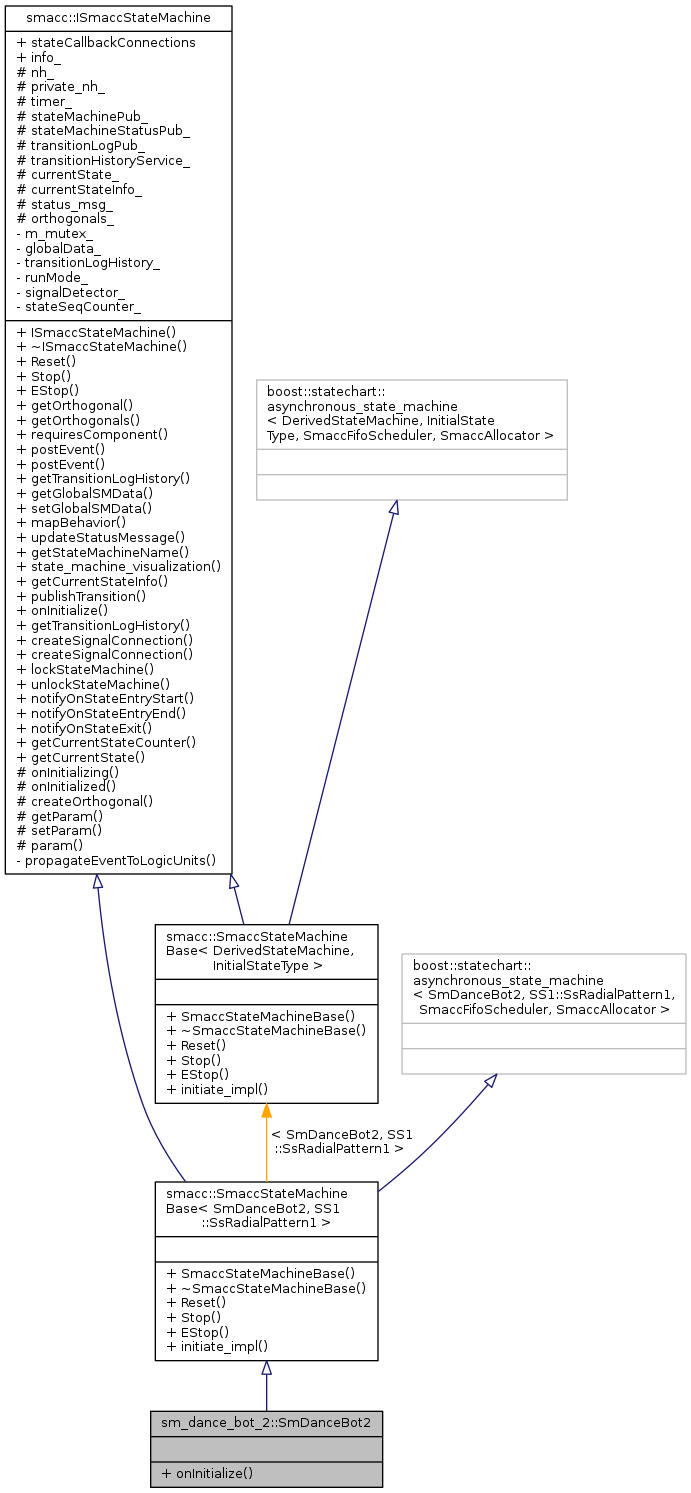 smacc::ISmaccStateMachine
+ stateCallbackConnections
+ info_
# nh_
# private_nh_
# timer_
# stateMachinePub_
# stateMachineStatusPub_
# transitionLogPub_
# transitionHistoryService_
# currentState_
# currentStateInfo_
# status_msg_
# orthogonals_
- m_mutex_
- globalData_
- transitionLogHistory_
- runMode_
- signalDetector_
- stateSeqCounter_
+ ISmaccStateMachine()
+ ~ISmaccStateMachine()
+ Reset()
+ Stop()
+ EStop()
+ getOrthogonal()
+ getOrthogonals()
+ requiresComponent()
+ postEvent()
+ postEvent()
+ getTransitionLogHistory()
+ getGlobalSMData()
+ setGlobalSMData()
+ mapBehavior()
+ updateStatusMessage()
+ getStateMachineName()
+ state_machine_visualization()
+ getCurrentStateInfo()
+ publishTransition()
+ onInitialize()
+ getTransitionLogHistory()
+ createSignalConnection()
+ createSignalConnection()
+ lockStateMachine()
+ unlockStateMachine()
+ notifyOnStateEntryStart()
+ notifyOnStateEntryEnd()
+ notifyOnStateExit()
+ getCurrentStateCounter()
+ getCurrentState()
# onInitializing()
# onInitialized()
# createOrthogonal()
# getParam()
# setParam()
# param()
- propagateEventToLogicUnits()
boost::statechart::
asynchronous_state_machine
< DerivedStateMachine, InitialState
Type, SmaccFifoScheduler, SmaccAllocator >
smacc::SmaccStateMachine
Base< DerivedStateMachine,
InitialStateType >
+ SmaccStateMachineBase()
+ ~SmaccStateMachineBase()
+ Reset()
+ Stop()
+ EStop()
+ initiate_impl()
boost::statechart::
asynchronous_state_machine
< SmDanceBot2, SS1::SsRadialPattern1,
SmaccFifoScheduler, SmaccAllocator >
< SmDanceBot2, SS1
::SsRadialPattern1 >
smacc::SmaccStateMachine
Base< SmDanceBot2, SS1
::SsRadialPattern1 >
+ SmaccStateMachineBase()
+ ~SmaccStateMachineBase()
+ Reset()
+ Stop()
+ EStop()
+ initiate_impl()
sm_dance_bot_2::SmDanceBot2
+ onInitialize()